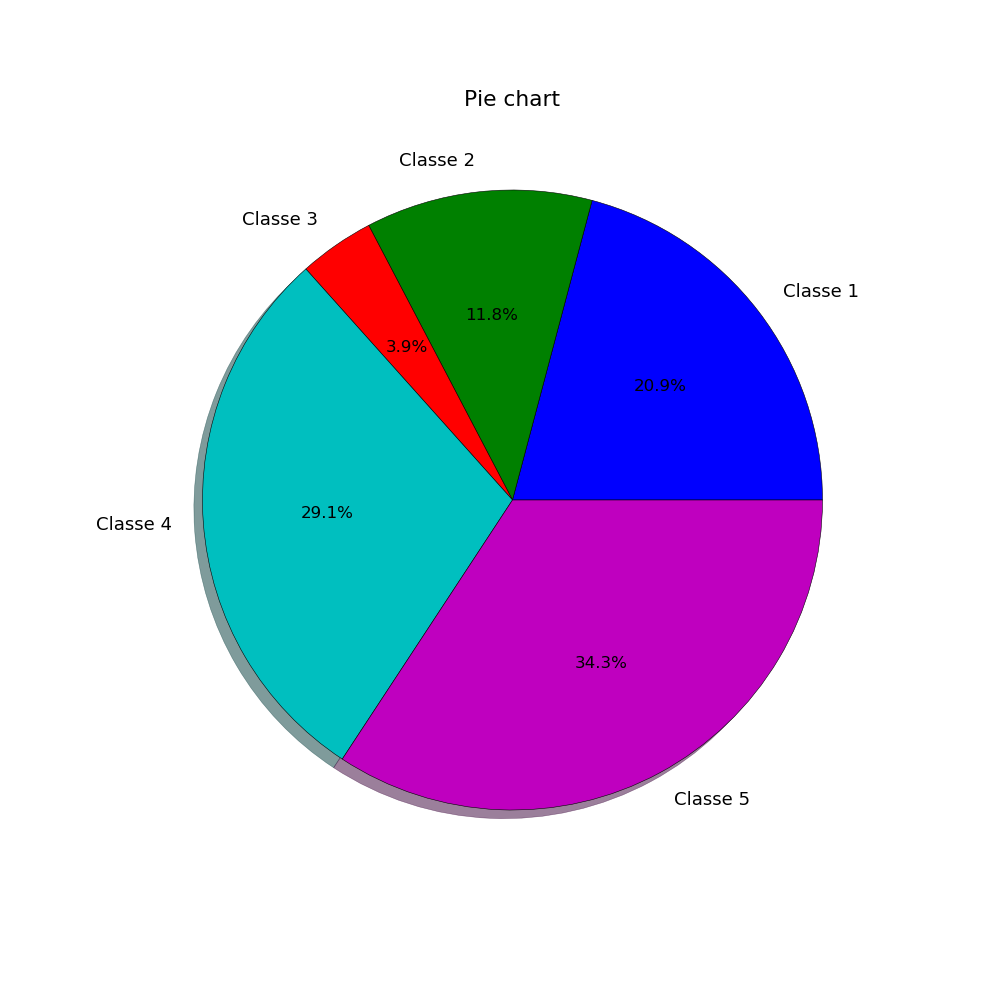 Pie chart
Classe 2
Classe 3
Classe 1
11.8%
3.9%
20.9%
29.1%
Classe 4
34.3%
Classe 5